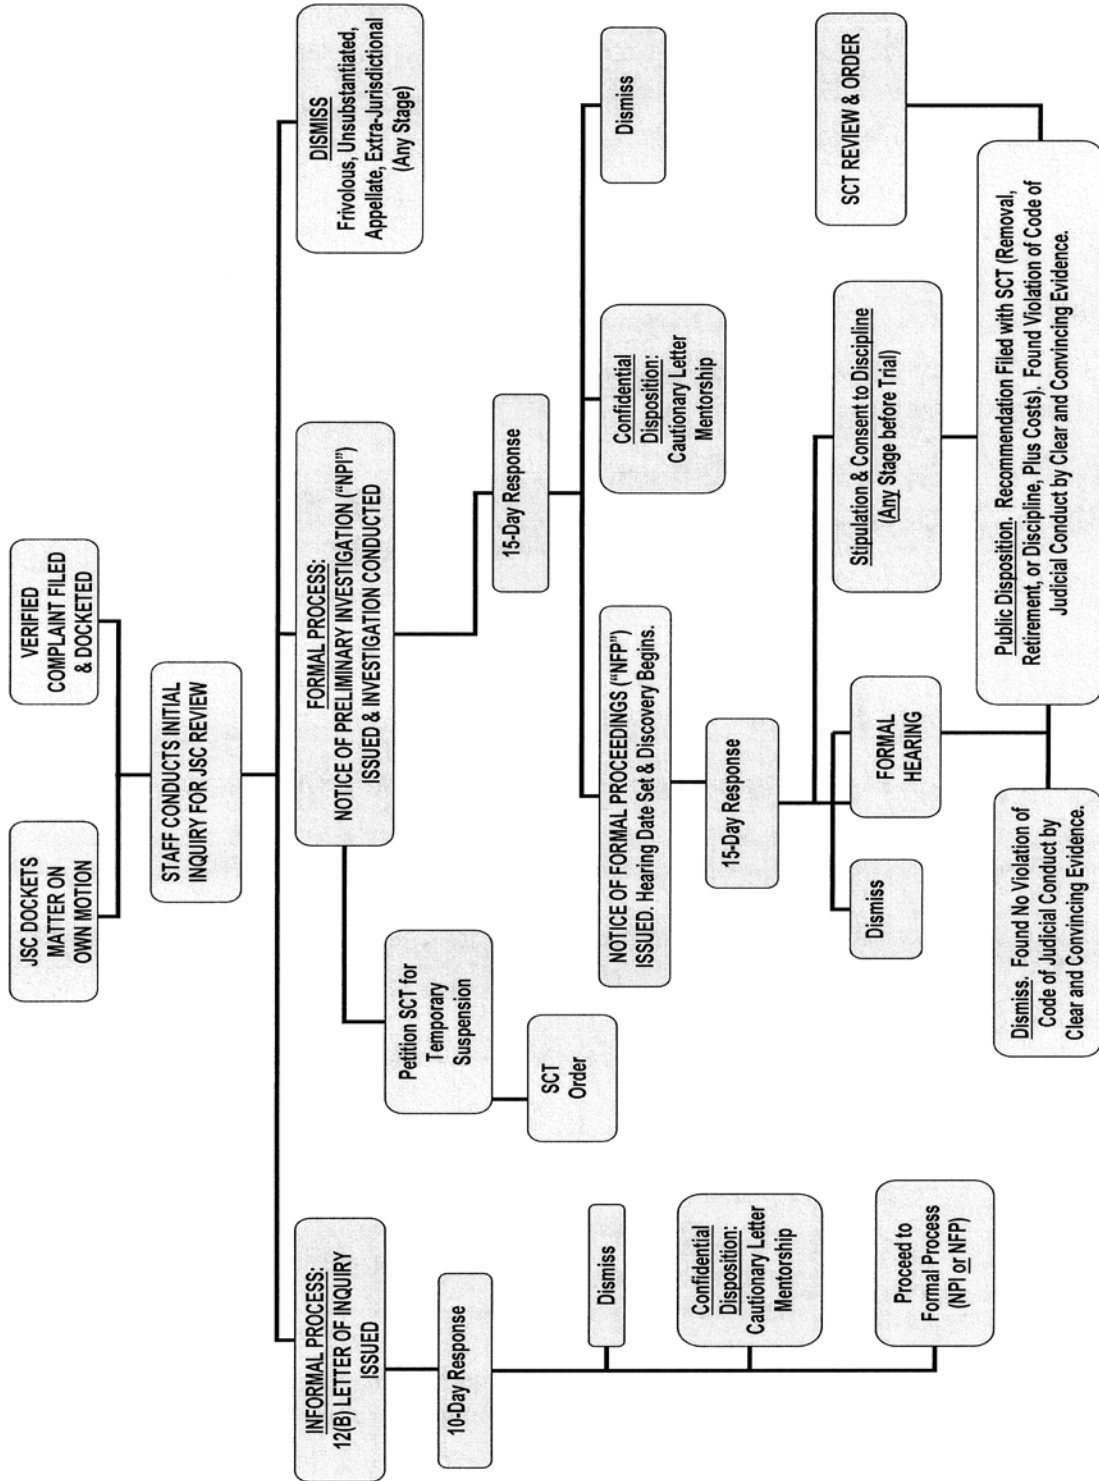 JSC DOCKETS
MATTER ON
OWN MOTION
VERIFIED
COMPLAINT FILED
& DOCKETED
STAFF CONDUCTS INITIAL
INQUIRY FOR JSC REVIEW
INFORMAL PROCESS:
12(B) LETTER OF INQUIRY
ISSUED
10-Day Response
Dismiss
Confidential
Disposition:
Cautionary Letter
Mentorship
Proceed to
Formal Process
(NPI or NFP)
FORMAL PROCESS:
NOTICE OF PRELIMINARY INVESTIGATION ("NPI")
ISSUED & INVESTIGATION CONDUCTED
Petition SCT for
Temporary
Suspension
SCT
Order
15-Day Response
NOTICE OF FORMAL PROCEEDINGS ("NFP")
ISSUED. Hearing Date Set & Discovery Begins.
Confidential
Disposition:
Cautionary Letter
Mentorship
Dismiss
15-Day Response
Dismiss
FORMAL
HEARING
Stipulation & Consent to Discipline
(Any Stage before Trial)
Dismiss. Found No Violation of
Code of Judicial Conduct by
Clear and Convincing Evidence.
Public Disposition. Recommendation Filed with SCT (Removal,
Retirement, or Discipline, Plus Costs). Found Violation of Code of
Judicial Conduct by Clear and Convincing Evidence.
SCT REVIEW & ORDER
DISMISS
Frivolous, Unsubstantiated,
Appellate, Extra-Jurisdictional
(Any Stage)